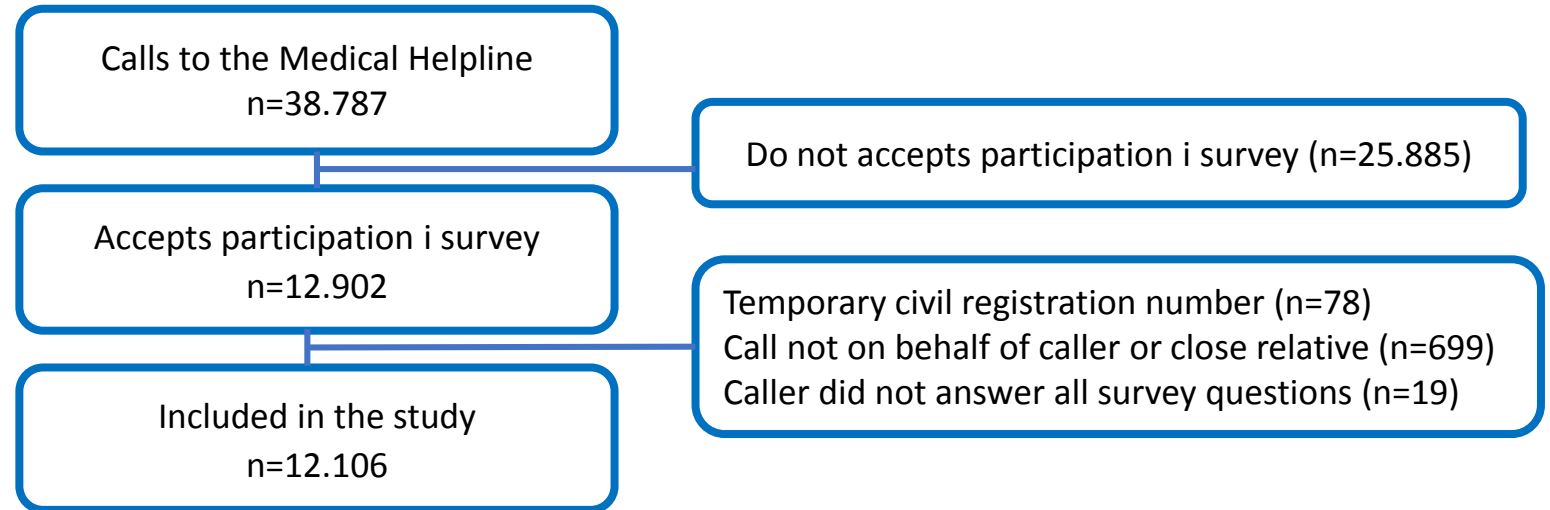 Calls to the Medical Helpline
n=38.787
Do not accepts participation i survey (n=25.885)
Accepts participation i survey
n=12.902
Temporary civil registration number (n=78)
Call not on behalf of caller or close relative (n=699)
Caller did not answer all survey questions (n=19)
Included in the study
n=12.106